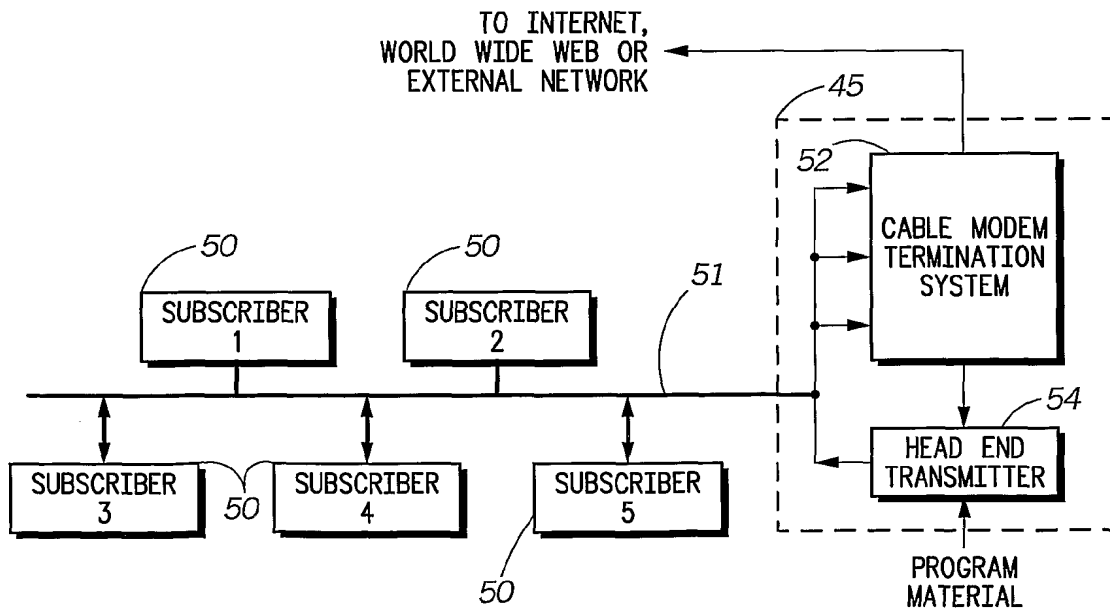 TO INTERNET,
WORLD WIDE WEB OR
EXTERNAL NETWORK
45
52
CABLE MODEM
TERMINATION
SYSTEM
50
50
51
SUBSCRIBER
1
SUBSCRIBER
2
54
HEAD END
TRANSMITTER
SUBSCRIBER
3
50
SUBSCRIBER
4
SUBSCRIBER
5
50
PROGRAM
MATERIAL